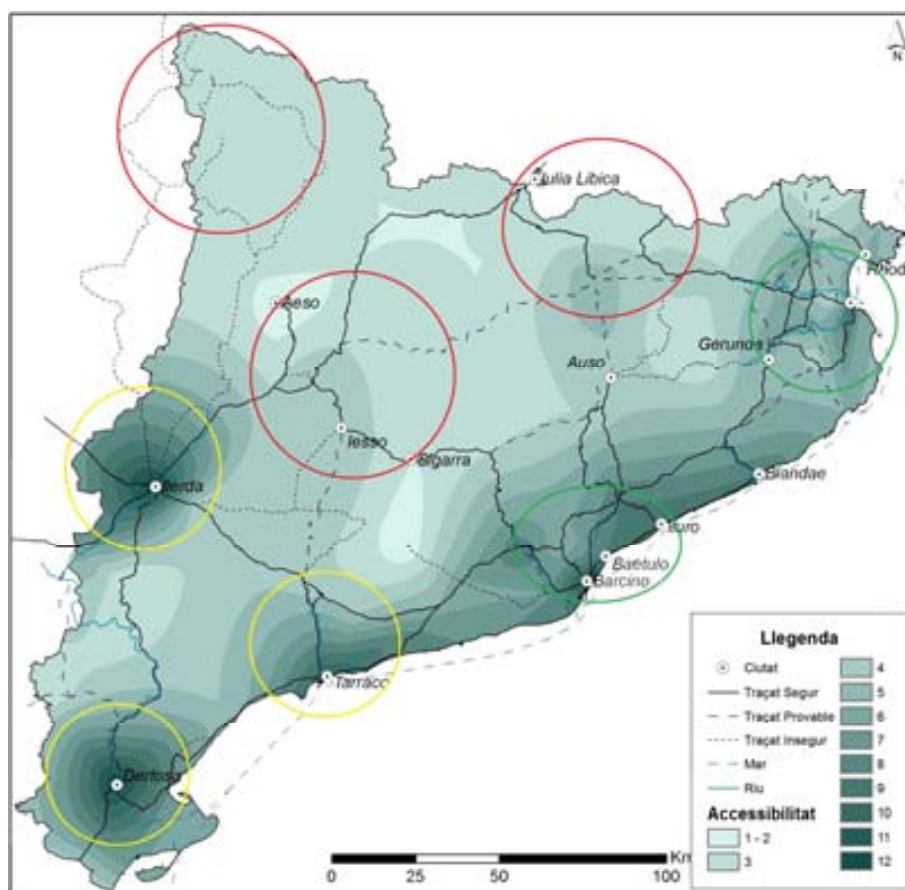 N
Iulia Libica
Rhod
Aeso
Gerunda
Auso
Iesso
Sigarra
Ilerda
Blandae
Iluro
Baetulo
Barcino
Tarraco
Dertosa
Llegenda
Ciutat
Traçat Segur
Traçat Provable
Traçat Insegur
Mar
Riu
Accessibilitat
1 - 2
3
4
5
6
7
8
9
10
11
12
0 25 50 100
Km